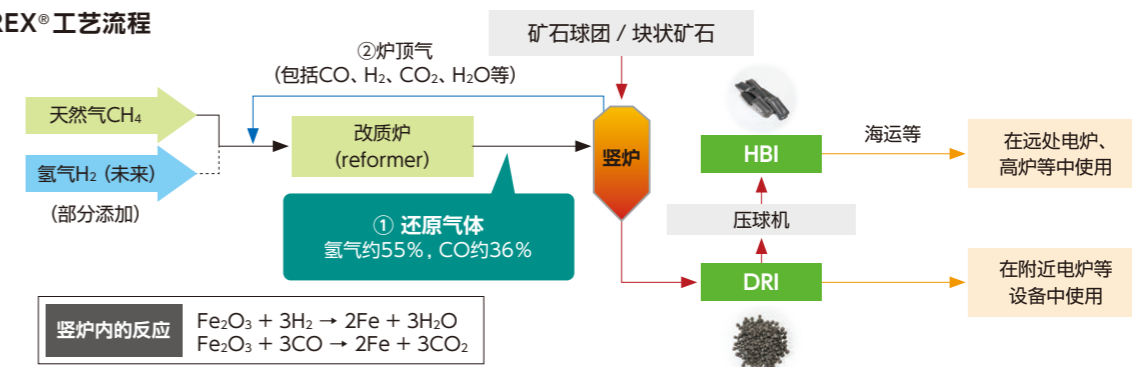 REX®工艺流程
矿石球团 / 块状矿石
②炉顶气
(包括CO、H₂、CO₂、H₂O等)
天然气CH₄
氢气H₂ (未来)
(部分添加)
改质炉
(reformer)
竖炉
① 还原气体
氢气约55%，CO约36%
HBI
海运等
在远处电炉、
高炉等中使用
压球机
DRI
在附近电炉等
设备中使用
竖炉内的反应
Fe₂O₃ + 3H₂ → 2Fe + 3H₂O
Fe₂O₃ + 3CO → 2Fe + 3CO₂